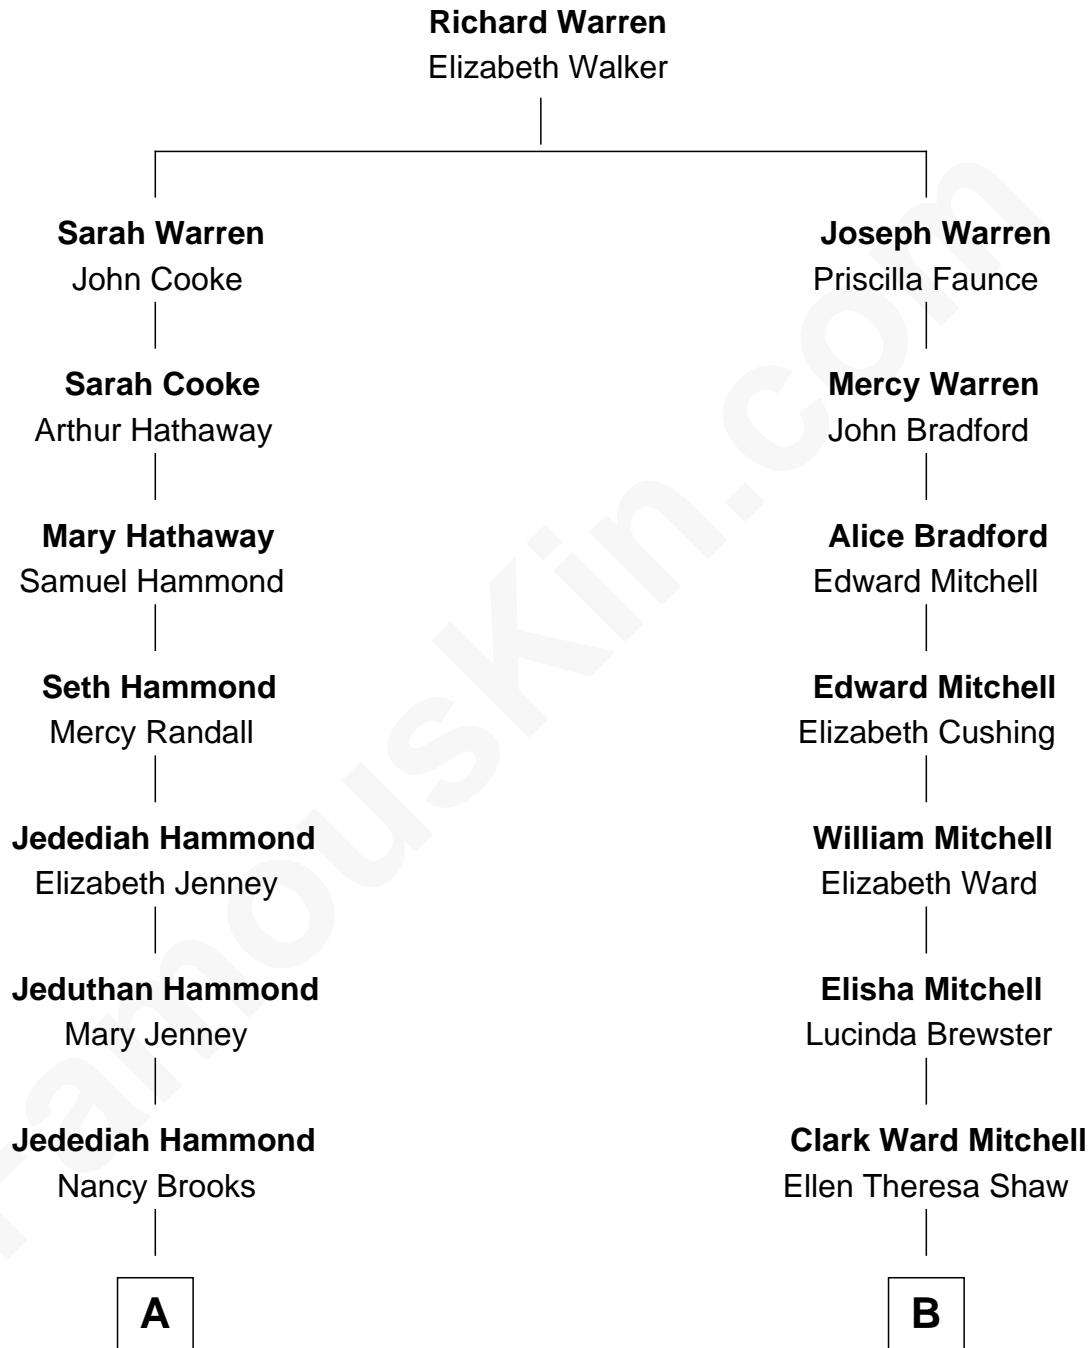 Richard Warren
Elizabeth Walker
Sarah Warren
John Cooke
Joseph Warren
Priscilla Faunce
Sarah Cooke
Arthur Hathaway
Mercy Warren
John Bradford
Mary Hathaway
Samuel Hammond
Alice Bradford
Edward Mitchell
Seth Hammond
Mercy Randall
Edward Mitchell
Elizabeth Cushing
Jedediah Hammond
Elizabeth Jenney
William Mitchell
Elizabeth Ward
Jeduthan Hammond
Mary Jenney
Elisha Mitchell
Lucinda Brewster
Jedediah Hammond
Nancy Brooks
Clark Ward Mitchell
Ellen Theresa Shaw
A
B
FamousKin.com